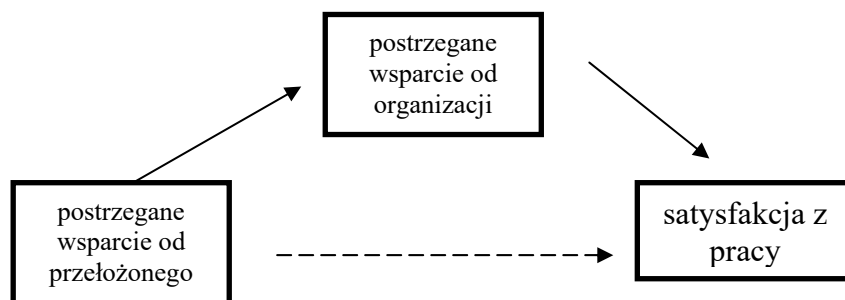 postrzegane
wsparcie od
organizacji
postrzegane
wsparcie od
przełożonego
satysfakcja z
pracy